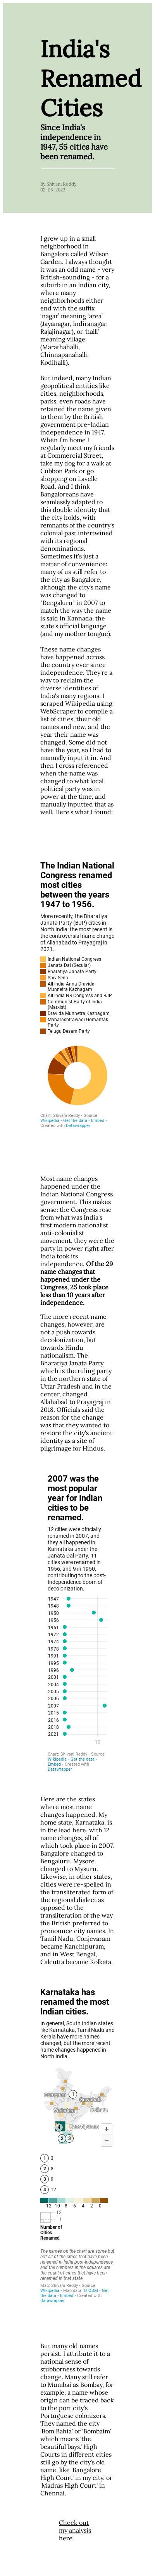 India's
Renamed
Cities
Since India's
independence in
1947, 55 cities have
been renamed.
By Shivani Reddy
03-05-2022
I grew up in a small
neighborhood in
Bangalore called Wilson
Garden. I always thought
it was an odd name - very
British-sounding - for a
suburb in an Indian city,
where many
neighborhoods either
end with the suffix
'nagar' meaning 'area'
(Jayanagar, Indiranagar,
Rajajinagar), or 'halli'
meaning village
(Marathahalli,
Chinnapanahalli,
Kodihalli).
But indeed, many Indian
geopolitical entities like
cities, neighborhoods,
parks, even roads have
retained the name given
to them by the British
government pre-Indian
independence in 1947.
When I'm home I
regularly meet my friends
at Commercial Street,
take my dog for a walk at
Cubbon Park or go
shopping on Lavelle
Road. And I think
Bangaloreans have
seamlessly adapted to
this double identity that
the city holds, with
remnants of the country's
colonial past intertwined
with its regional
denominations.
Sometimes it's just a
matter of convenience:
many of us still refer to
the city as Bangalore,
although the city's name
was changed to
"Bengaluru" in 2007 to
match the way the name
is said in Kannada, the
state's official language
(and my mother tongue).
These name changes
have happened across
the country ever since
independence. They're a
way to reclaim the
diverse identities of
India's many regions. I
scraped Wikipedia using
WebScraper to compile a
list of cities, their old
names and new, and the
year their name was
changed. Some did not
have the year, so I had to
manually input it in. And
then I cross referenced
when the name was
changed to what local
political party was in
power at the time, and
manually inputted that as
well. Here's what I found:
The Indian National
Congress renamed
most cities
between the years
1947 to 1956.
More recently, the Bharatiya
Janata Party (BJP) cities in
North India: the most recent is
the controversial name change
of Allahabad to Prayagraj in
2021.
Indian National Congress
Janata Dal (Secular)
Bharatiya Janata Party
Shiv Sena
All India Anna Dravida
Munnetra Kazhagam
All India NR Congress and BJP
Communist Party of India
(Marxist)
Dravida Munnetra Kazhagam
Maharashtrawadi Gomantak
Party
Telugu Desam Party
Chart: Shivani Reddy • Source:
Wikipedia • Get the data • Embed •
Created with Datawrapper
Most name changes
happened under the
Indian National Congress
government. This makes
sense: the Congress rose
from what was India's
first modern nationalist
anti-colonialist
movement, they were the
party in power right after
India took its
independence. Of the 29
name changes that
happened under the
Congress, 25 took place
less than 10 years after
independence.
The more recent name
changes, however, are
not a push towards
decolonization, but
towards Hindu
nationalism. The
Bharatiya Janata Party,
which is the ruling party
in the northern state of
Uttar Pradesh and in the
center, changed
Allahabad to Prayagraj in
2018. Officials said the
reason for the change
was that they wanted to
restore the city's ancient
identity as a site of
pilgrimage for Hindus.
2007 was the
most popular
year for Indian
cities to be
renamed.
12 cities were officially
renamed in 2007, and
they all happened in
Karnataka under the
Janata Dal Party. 11
cities were renamed in
1956, and 9 in 1950,
contributing to the post-
Independence boom of
decolonization.
1947
1948
1950
1956
1961
1972
1974
1978
1991
1995
1996
2001
2004
2005
2006
2007
2015
2016
2018
2021
10
Chart: Shivani Reddy • Source:
Wikipedia • Get the data •
Embed • Created with
Datawrapper
Here are the states
where most name
changes happened. My
home state, Karnataka, is
in the lead here, with 12
name changes, all of
which took place in 2007.
Bangalore changed to
Bengaluru, Mysore
changed to Mysuru.
Likewise, in other states,
cities were re-spelled in
the transliterated form of
the regional dialect as
opposed to the
transliteration of the way
the British preferred to
pronounce city names. In
Tamil Nadu, Conjevaram
became Kanchipuram,
and in West Bengal,
Calcutta became Kolkata.
Karnataka has
renamed the most
Indian cities.
In general, South Indian states
like Karnataka, Tamil Nadu and
Kerala have more names
changed, but the more recent
name changes happened in
North India.
Gurugram
Kolkata
1
4
2
3
+
−
1 3
2 8
3 9
4 12
12 10 8 6 4 2 0
12
1
Number of
Cities
Renamed
The names on the chart are some but
not all of the cities that have been
renamed in India post-independence,
and the numbers in the squares are
the count of cities that have been
renamed in that state.
Map: Shivani Reddy • Source:
Wikipedia • Map data: © OSM • Get
the data • Embed • Created with
Datawrapper
But many old names
persist. I attribute it to a
national sense of
stubbornness towards
change. Many still refer
to Mumbai as Bombay, for
example, a name whose
origin can be traced back
to the port city's
Portuguese colonizers.
They named the city
'Bom Bahia' or 'Bombaim'
which means 'the
beautiful bays.' High
Courts in different cities
still go by the city's old
name, like 'Bangalore
High Court' in my city, or
'Madras High Court' in
Chennai.
Check out
my analysis
here.